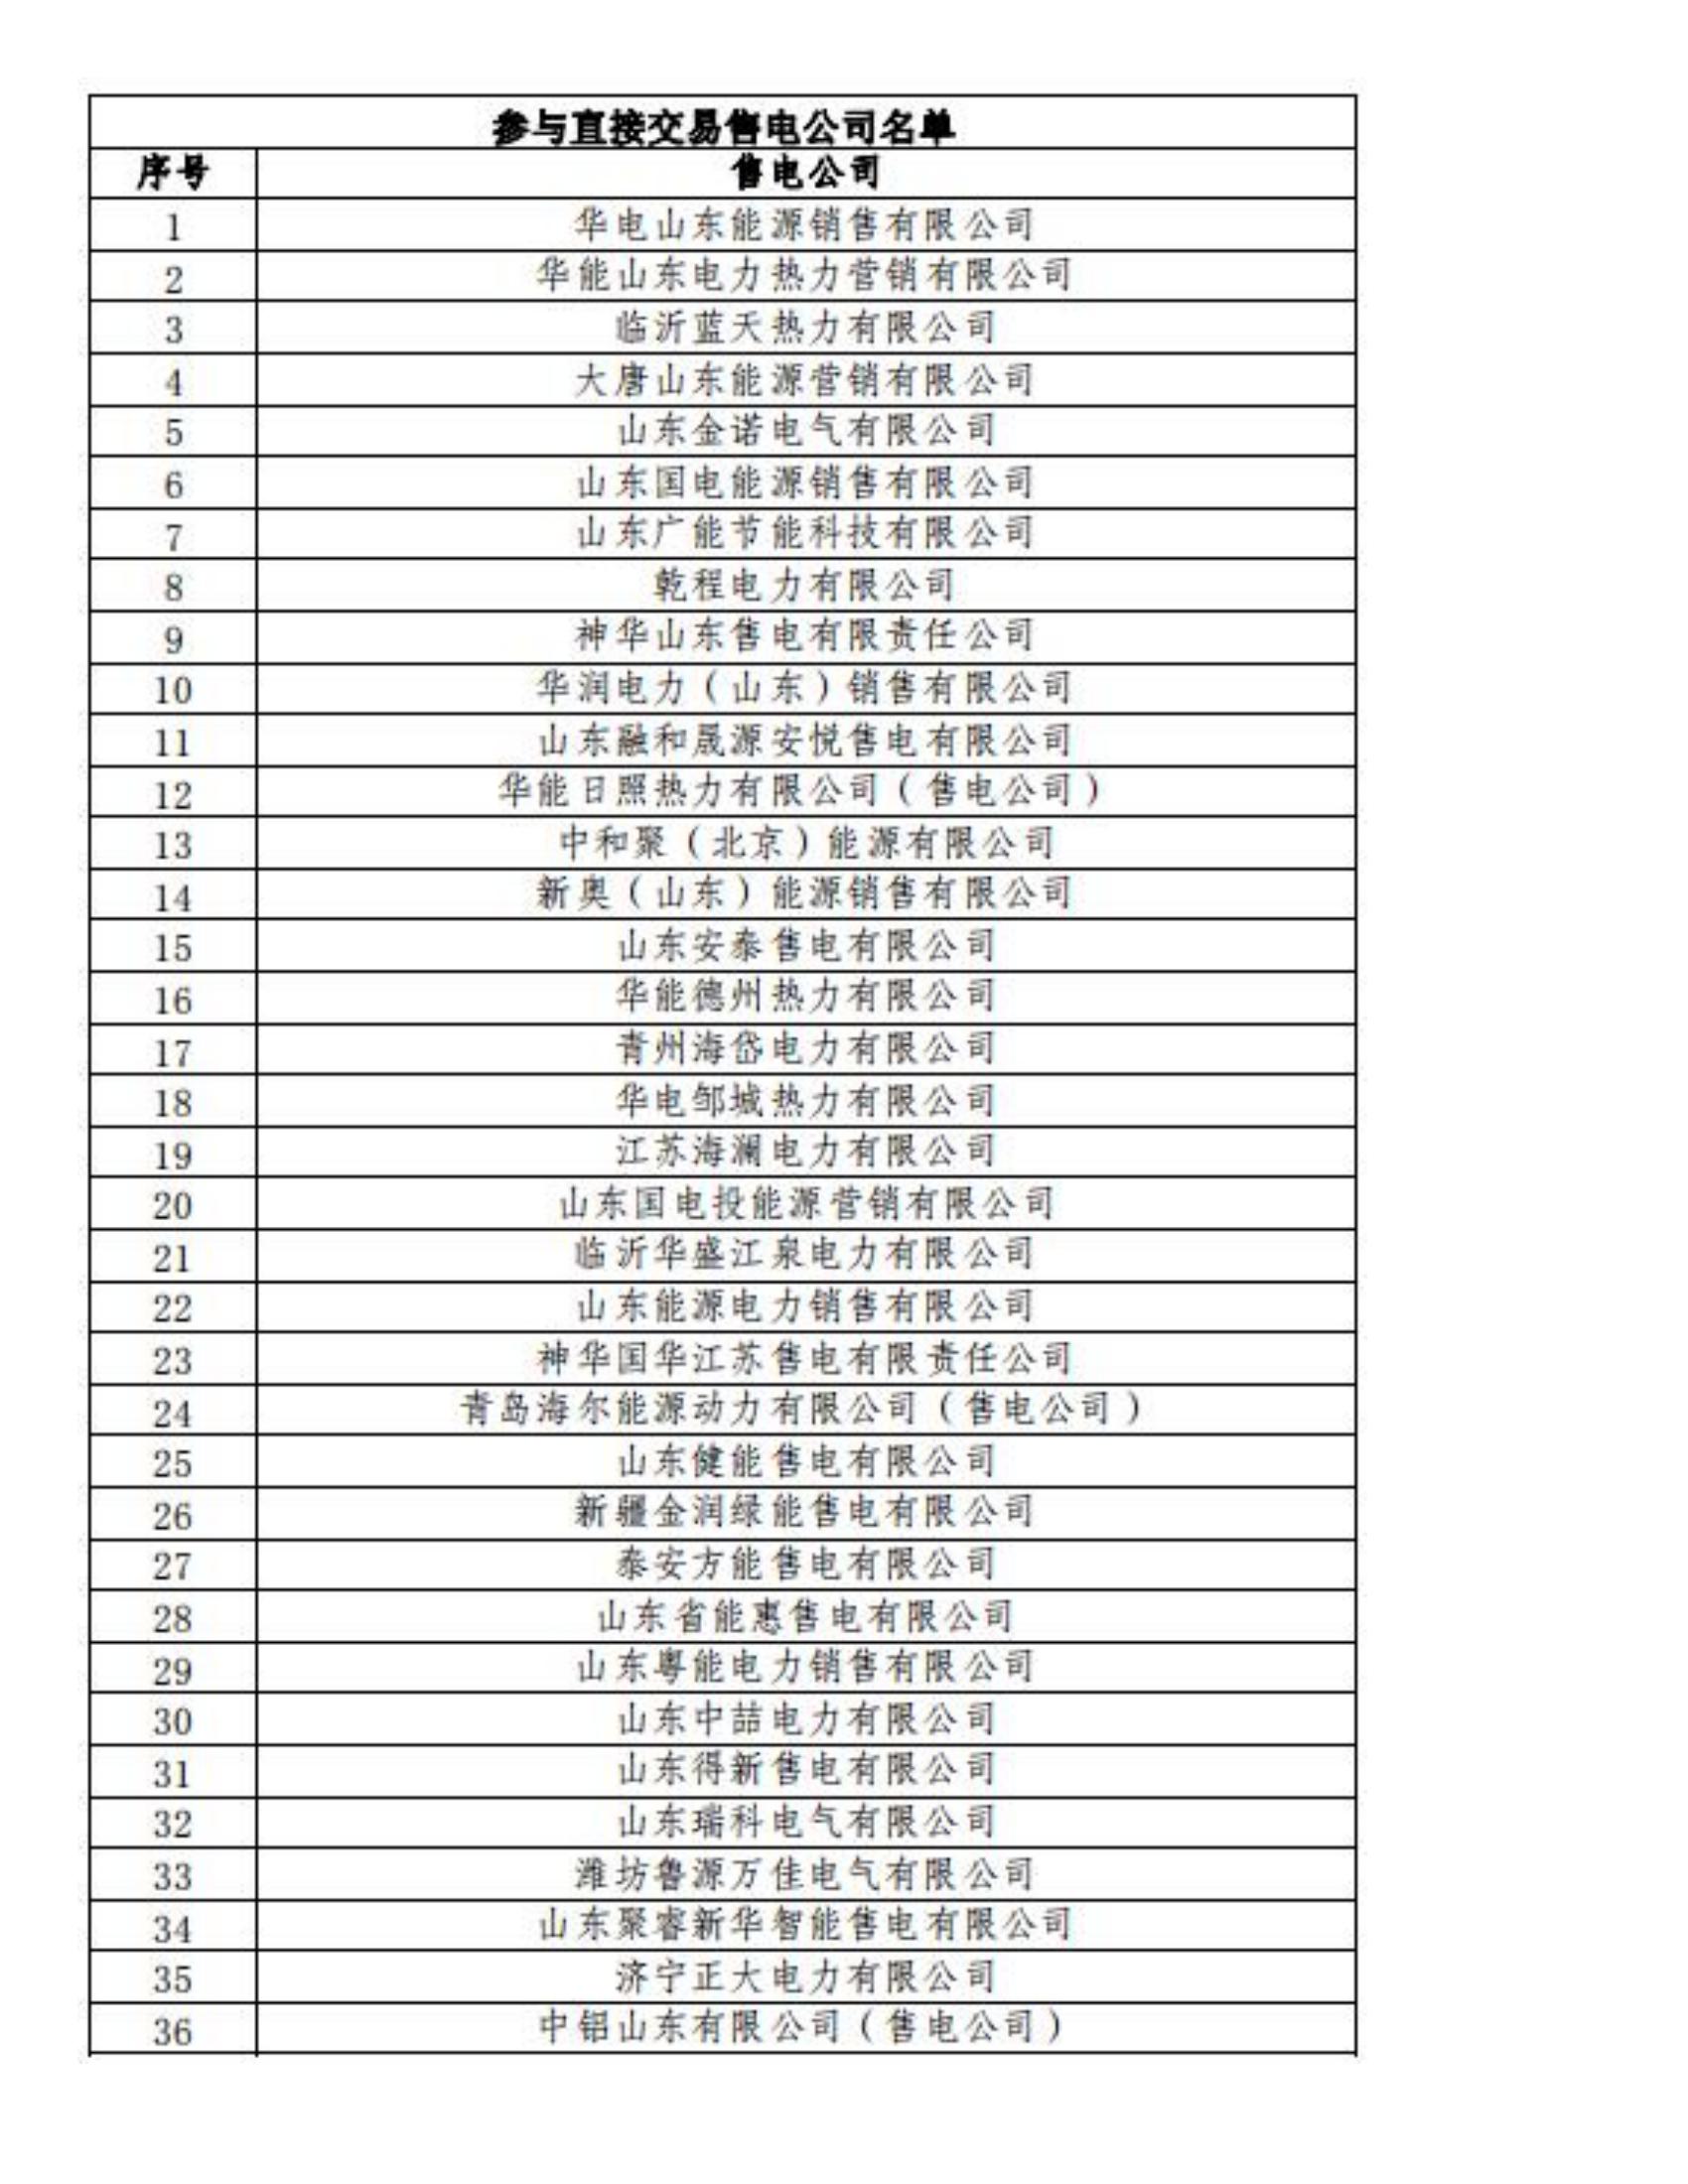 参与直接交易售电公司名单
序号 售电公司
1 华电山东能源销售有限公司
2 华能山东电力热力营销有限公司
3 临沂蓝天热力有限公司
4 大唐山东能源营销有限公司
5 山东金诺电气有限公司
6 山东国电能源销售有限公司
7 山东广能节能科技有限公司
8 乾程电力有限公司
9 神华山东售电有限责任公司
10 华润电力（山东）销售有限公司
11 山东融和晟源安悦售电有限公司
12 华能日照热力有限公司（售电公司）
13 中和聚（北京）能源有限公司
14 新奥（山东）能源销售有限公司
15 山东安泰售电有限公司
16 华能德州热力有限公司
17 青州海岱电力有限公司
18 华电邹城热力有限公司
19 江苏海澜电力有限公司
20 山东国电投能源营销有限公司
21 临沂华盛江泉电力有限公司
22 山东能源电力销售有限公司
23 神华国华江苏售电有限责任公司
24 青岛海尔能源动力有限公司（售电公司）
25 山东健能售电有限公司
26 新疆金润绿能售电有限公司
27 泰安方能售电有限公司
28 山东省能惠售电有限公司
29 山东粤能电力销售有限公司
30 山东中喆电力有限公司
31 山东得新售电有限公司
32 山东瑞科电气有限公司
33 潍坊鲁源万佳电气有限公司
34 山东聚睿新华智能售电有限公司
35 济宁正大电力有限公司
36 中铝山东有限公司（售电公司）